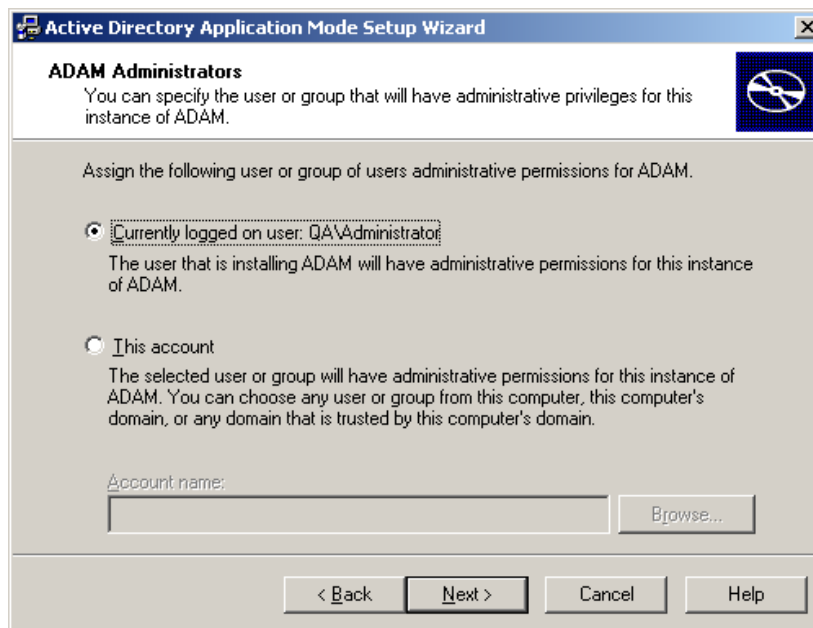 Active Directory Application Mode Setup Wizard
ADAM Administrators
You can specify the user or group that will have administrative privileges for this
instance of ADAM.
Assign the following user or group of users administrative permissions for ADAM.
Currently logged on user: QA\Administrator
The user that is installing ADAM will have administrative permissions for this instance
of ADAM.
This account
The selected user or group will have administrative permissions for this instance of
ADAM. You can choose any user or group from this computer, this computer's
domain, or any domain that is trusted by this computer's domain.
Account name:
Browse...
< Back Next > Cancel Help